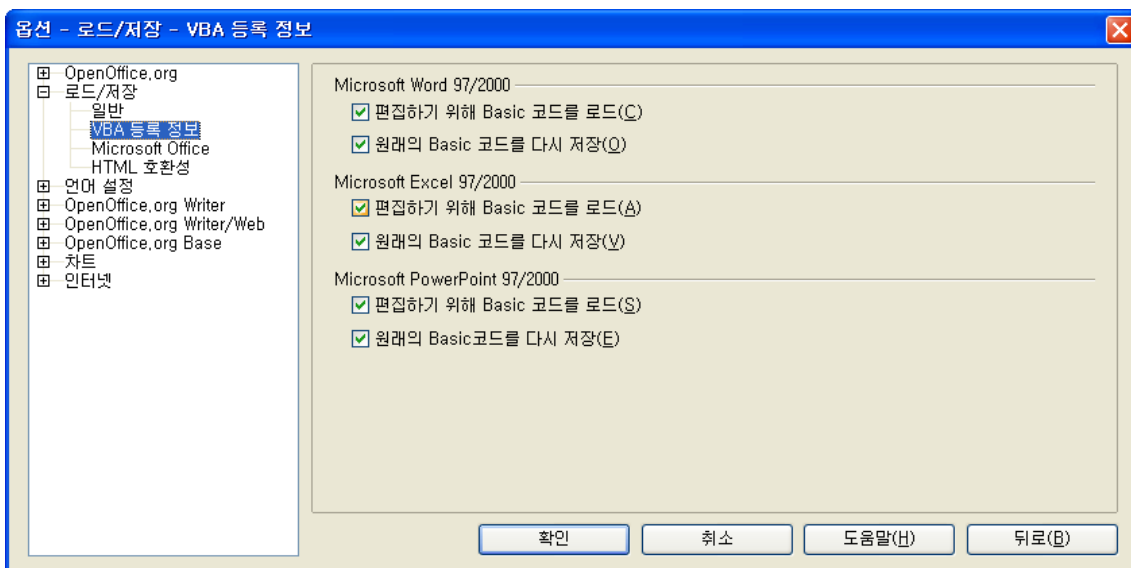 옵션 - 로드/저장 - VBA 등록 정보
OpenOffice.org
로드/저장
일반
VBA 등록 정보
Microsoft Office
HTML 호환성
언어 설정
OpenOffice.org Writer
OpenOffice.org Writer/Web
OpenOffice.org Base
차트
인터넷
Microsoft Word 97/2000
편집하기 위해 Basic 코드를 로드(C)
원래의 Basic 코드를 다시 저장(O)
Microsoft Excel 97/2000
편집하기 위해 Basic 코드를 로드(A)
원래의 Basic 코드를 다시 저장(V)
Microsoft PowerPoint 97/2000
편집하기 위해 Basic 코드를 로드(S)
원래의 Basic코드를 다시 저장(E)
확인 취소 도움말(H) 뒤로(B)